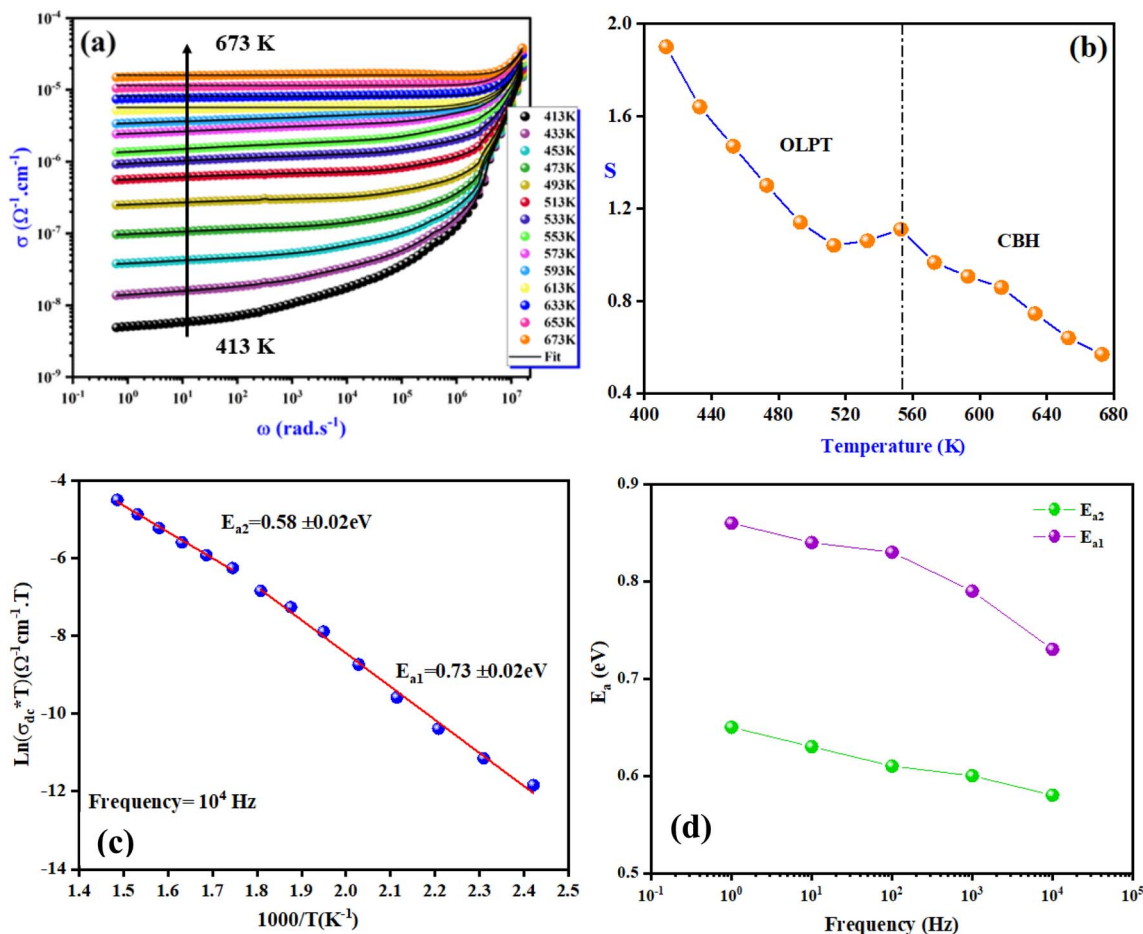 (a)
673 K
413 K
10⁻⁴
10⁻⁵
10⁻⁶
10⁻⁷
10⁻⁸
10⁻⁹
σ (Ω⁻¹.cm⁻¹)
10⁻¹ 10⁰ 10¹ 10² 10³ 10⁴ 10⁵ 10⁶ 10⁷
ω (rad.s⁻¹)
413K
433K
453K
473K
493K
513K
533K
553K
573K
593K
613K
633K
653K
673K
Fit
(b)
2.0
1.6
1.2
0.8
0.4
S
OLPT
CBH
400 440 480 520 560 600 640 680
Temperature (K)
-4
-6
-8
-10
-12
-14
Ln(σdc*T)(Ω⁻¹cm⁻¹.T)
Ea2=0.58 ±0.02eV
Ea1=0.73 ±0.02eV
Frequency= 10⁴ Hz
(c)
1.4 1.5 1.6 1.7 1.8 1.9 2.0 2.1 2.2 2.3 2.4 2.5
1000/T(K⁻¹)
0.9
0.8
0.7
0.6
0.5
Ea (eV)
Ea2
Ea1
(d)
10⁻¹ 10⁰ 10¹ 10² 10³ 10⁴ 10⁵
Frequency (Hz)